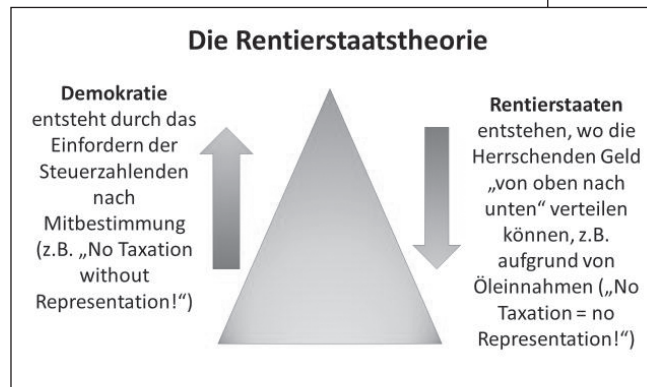 Die Rentierstaatstheorie
Demokratie
entsteht durch das
Einfordern der
Steuerzahlenden
nach
Mitbestimmung
(z.B. „No Taxation
without
Representation!“)
Rentierstaaten
entstehen, wo die
Herrschenden Geld
„von oben nach
unten“ verteilen
können, z.B.
aufgrund von
Öleinnahmen („No
Taxation = no
Representation!“)